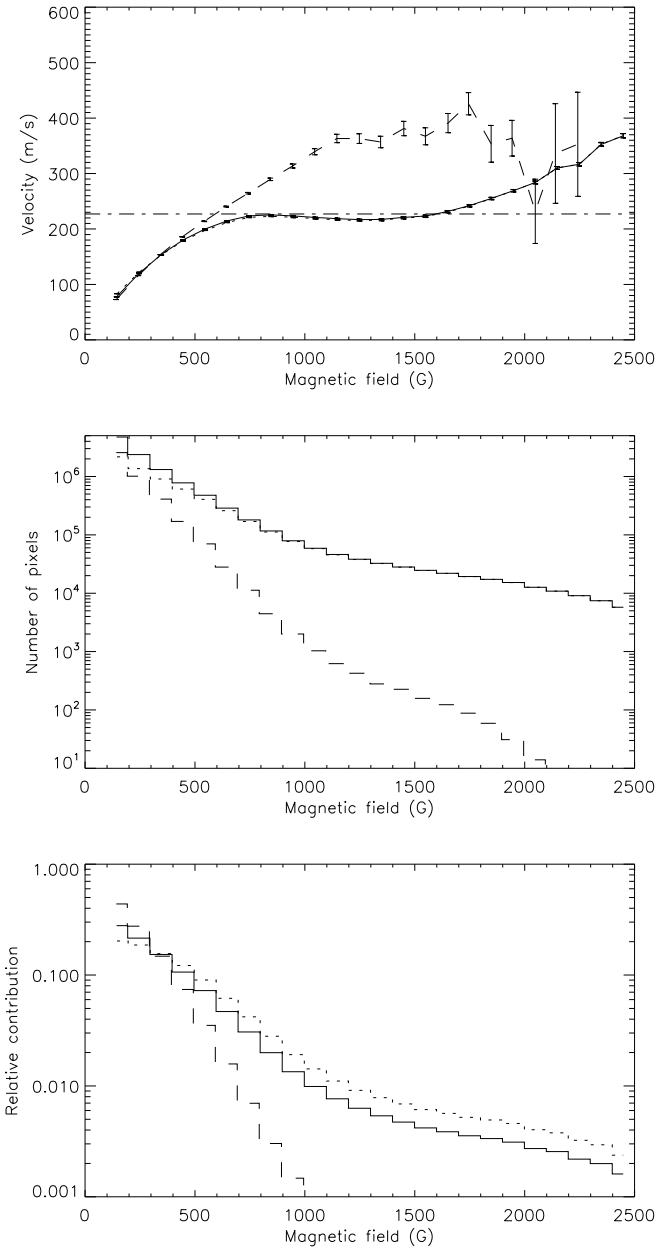 600
500
400
300
200
100
0
Velocity (m/s)
0 500 1000 1500 2000 2500
Magnetic field (G)
10^6
10^5
10^4
10^3
10^2
10^1
Number of pixels
0 500 1000 1500 2000 2500
Magnetic field (G)
1.000
0.100
0.010
0.001
Relative contribution
0 500 1000 1500 2000 2500
Magnetic field (G)